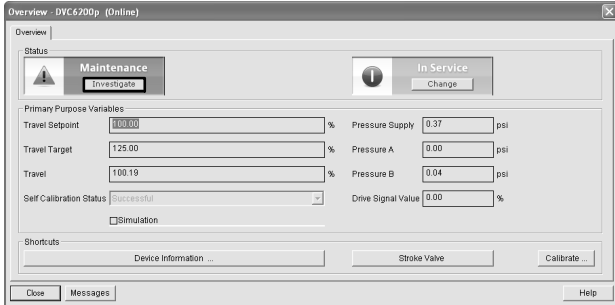 Overview - DVC6200p (Online)
Overview
Status
Maintenance
Investigate
In Service
Change
Primary Purpose Variables
Travel Setpoint 100.00 % Pressure Supply 0.37 psi
Travel Target 125.00 % Pressure A 0.00 psi
Travel 100.19 % Pressure B 0.04 psi
Self Calibration Status Successful Drive Signal Value 0.00 %
Simulation
Shortcuts
Device Information ... Stroke Valve Calibrate ...
Close Messages Help